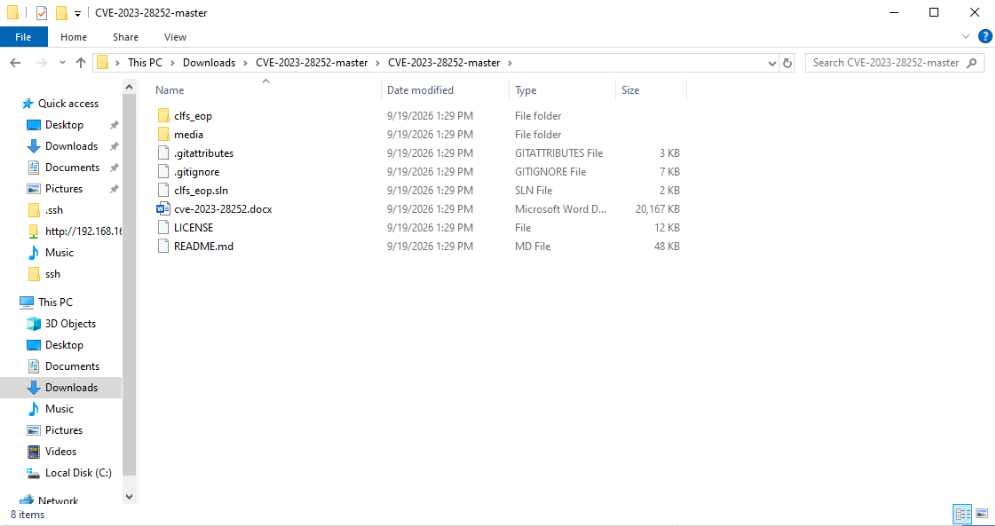 CVE-2023-28252-master
File Home Share View
This PC Downloads CVE-2023-28252-master CVE-2023-28252-master
Search CVE-2023-28252-master
Name Date modified Type Size
Quick access
Desktop
Downloads
Documents
Pictures
.ssh
http://192.168.16
Music
ssh
This PC
3D Objects
Desktop
Documents
Downloads
Music
Pictures
Videos
Local Disk (C:)
Network
clfs_eop 9/19/2026 1:29 PM File folder
media 9/19/2026 1:29 PM File folder
.gitattributes 9/19/2026 1:29 PM GITATTRIBUTES File 3 KB
.gitignore 9/19/2026 1:29 PM GITIGNORE File 7 KB
clfs_eop.sln 9/19/2026 1:29 PM SLN File 2 KB
cve-2023-28252.docx 9/19/2026 1:29 PM Microsoft Word D... 20,167 KB
LICENSE 9/19/2026 1:29 PM File 12 KB
README.md 9/19/2026 1:29 PM MD File 48 KB
8 items